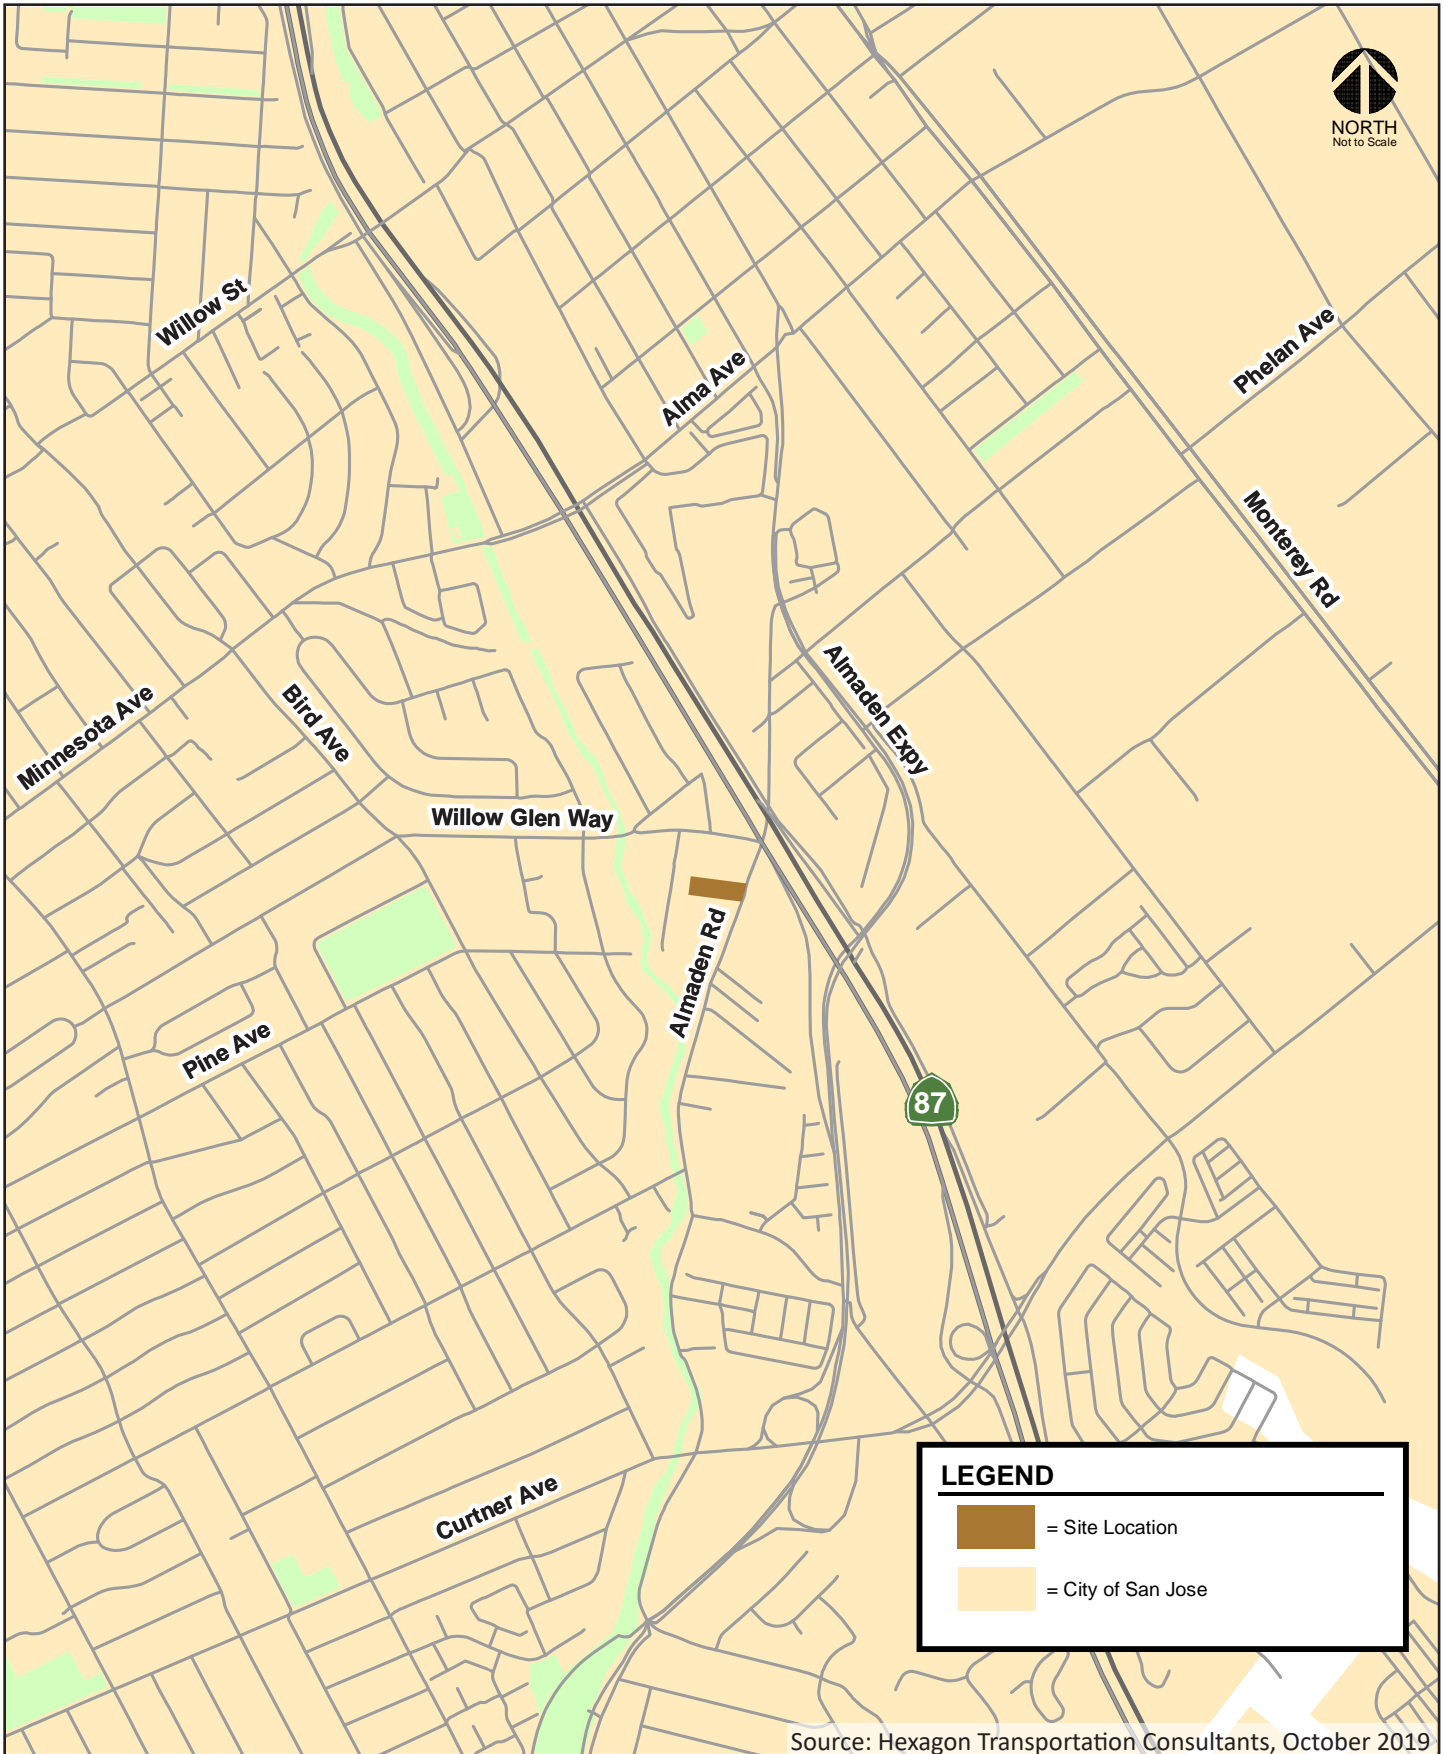 NORTH
Not to Scale
Willow St
Phelan Ave
Alma Ave
Monterey Rd
Almaden Expy
Minnesota Ave
Bird Ave
Willow Glen Way
Almaden Rd
Pine Ave
87
Curtner Ave
LEGEND
= Site Location
= City of San Jose
Source: Hexagon Transportation Consultants, October 2019